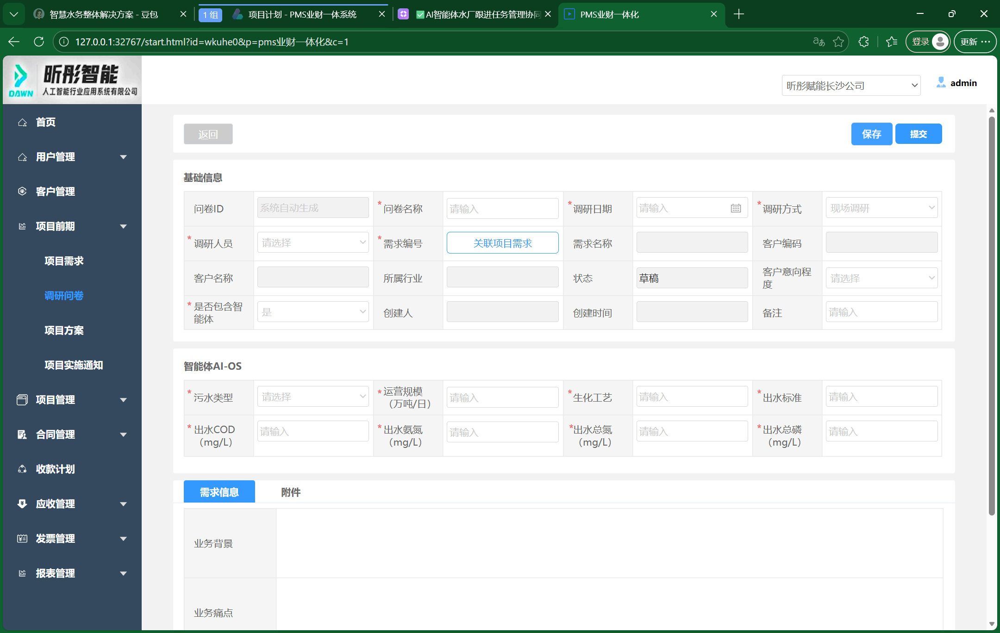 智慧水务整体解决方案 - 豆包
1 组
项目计划 - PMS业财一体系统
✅AI智能体水厂跟进任务管理协同
PMS业财一体化
127.0.0.1:32767/start.html?id=wkuhe0&p=pms业财一体化&c=1
登录
更新
DAWN
昕彤智能
人工智能行业应用系统有限公司
昕彤赋能长沙公司
admin
首页
用户管理
客户管理
项目前期
项目需求
调研问卷
项目方案
项目实施通知
项目管理
合同管理
收款计划
应收管理
发票管理
报表管理
返回
保存
提交
基础信息
问卷ID
系统自动生成
*问卷名称
请输入
*调研日期
请输入
*调研方式
现场调研
*调研人员
请选择
*需求编号
关联项目需求
需求名称
客户编码
客户名称
所属行业
状态
草稿
客户意向程
度
请选择
*是否包含智
能体
是
创建人
创建时间
备注
请输入
智能体AI-OS
*污水类型
请选择
*运营规模
（万吨/日）
请输入
*生化工艺
请输入
*出水标准
请输入
*出水COD
（mg/L）
请输入
*出水氨氮
（mg/L）
请输入
*出水总氮
（mg/L）
请输入
*出水总磷
（mg/L）
请输入
需求信息
附件
业务背景
业务痛点